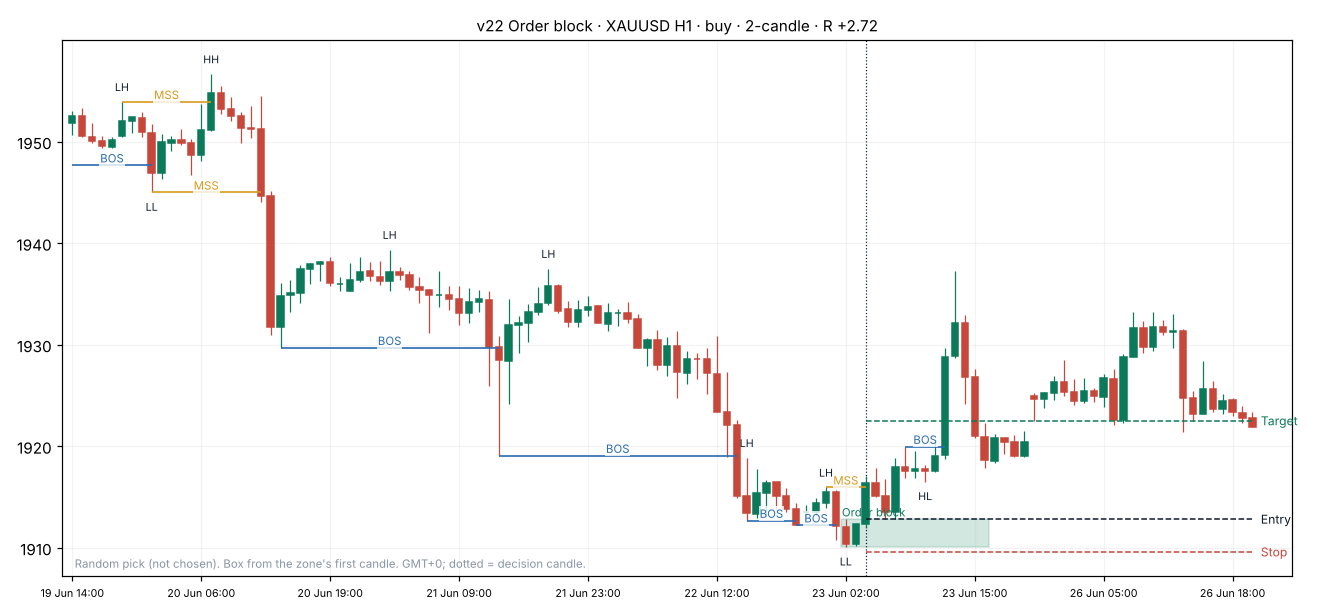 v22 Order block · XAUUSD H1 · buy · 2-candle · R +2.72
HH
LH
MSS
1950
BOS
MSS
LL
1940
LH
LH
1930
BOS
Target
1920
LH
BOS
BOS
LH
MSS
HL
BOS
BOS
Order block
Entry
1910
Stop
LL
Random pick (not chosen). Box from the zone's first candle. GMT+0; dotted = decision candle.
19 Jun 14:00
20 Jun 06:00
20 Jun 19:00
21 Jun 09:00
21 Jun 23:00
22 Jun 12:00
23 Jun 02:00
23 Jun 15:00
26 Jun 05:00
26 Jun 18:00